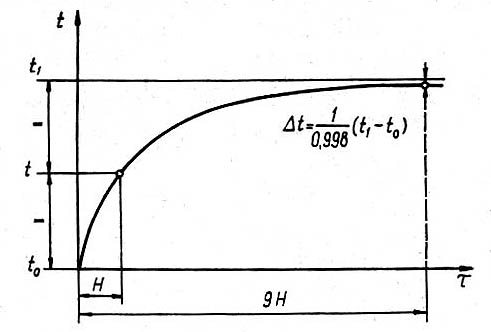 t
t₁
Δt = 1/0,998 (t₁ - t₀)
t
t₀
H
τ
9H